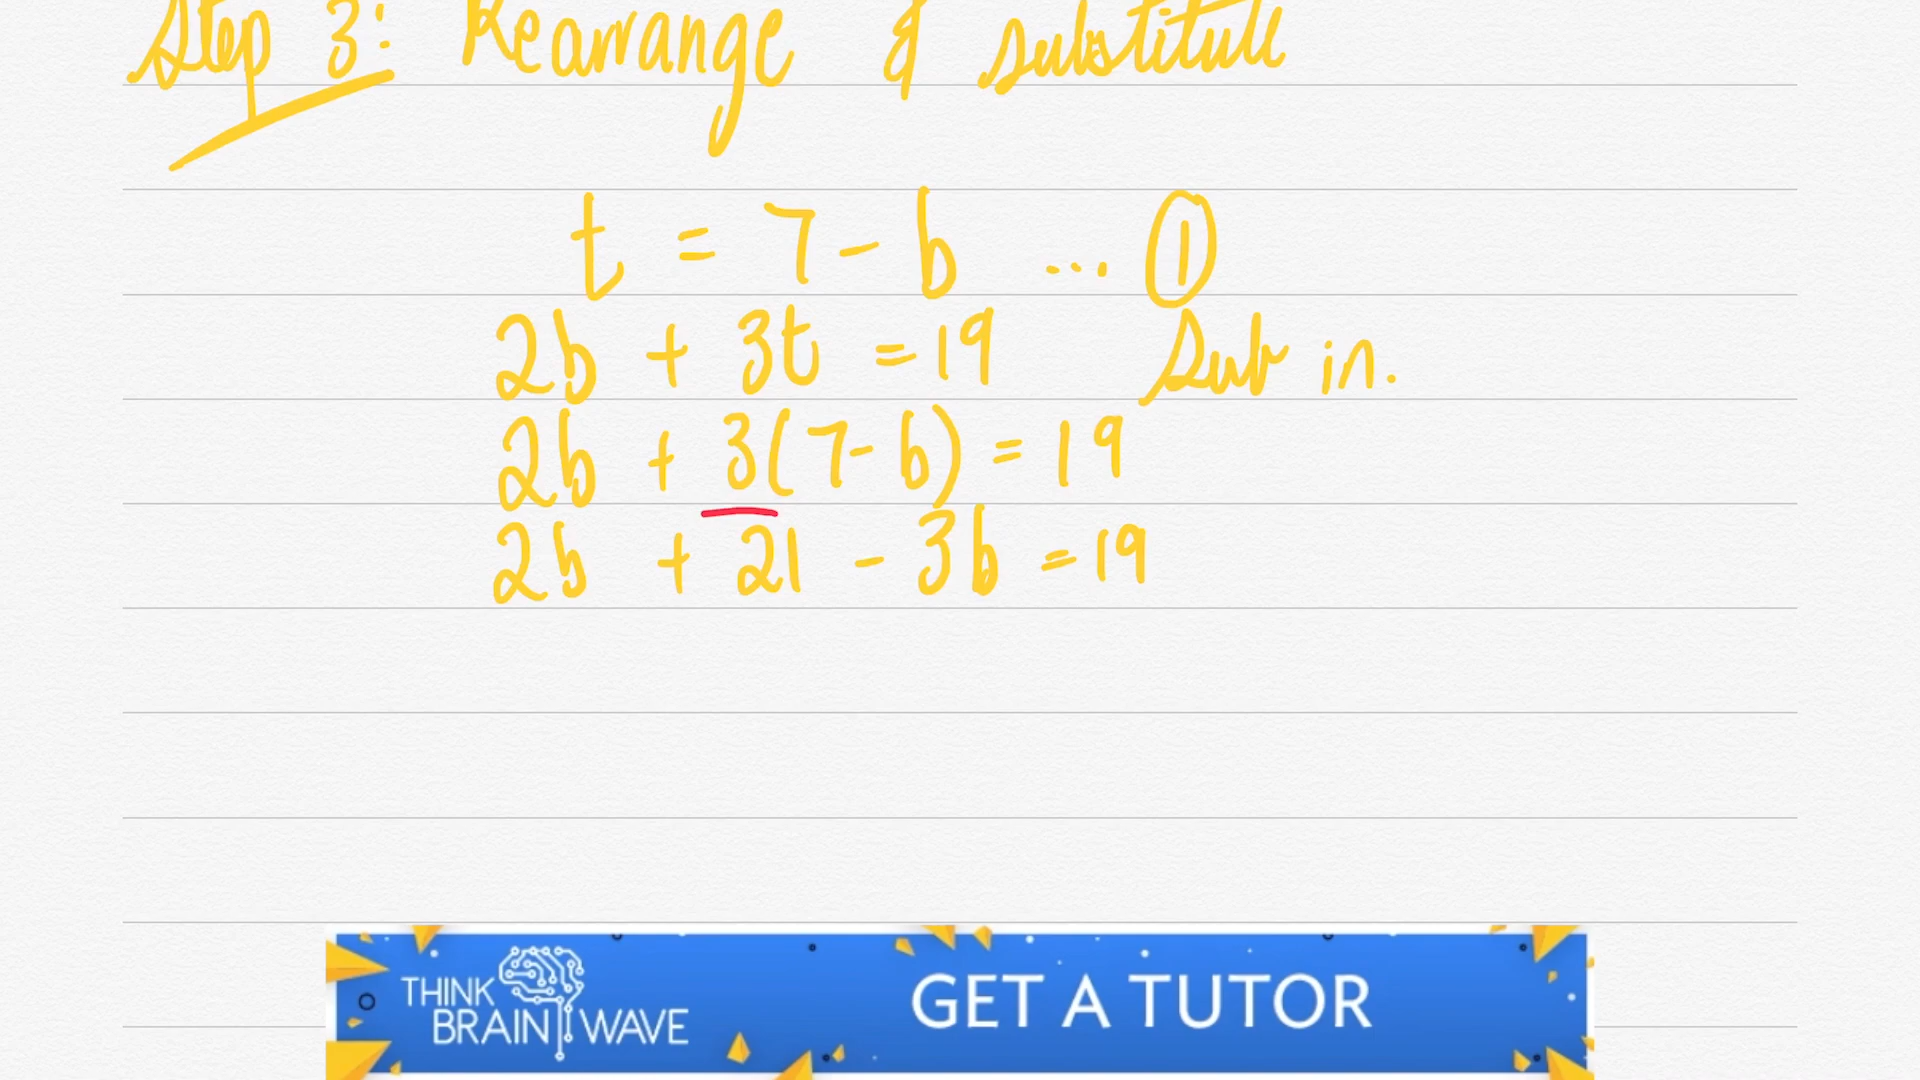 Step 3: Rearrange & substitute
t = 7 - b ... ①
2b + 3t = 19 Sub in.
2b + 3(7 - b) = 19
2b + 21 - 3b = 19
THINK BRAIN WAVE
GET A TUTOR